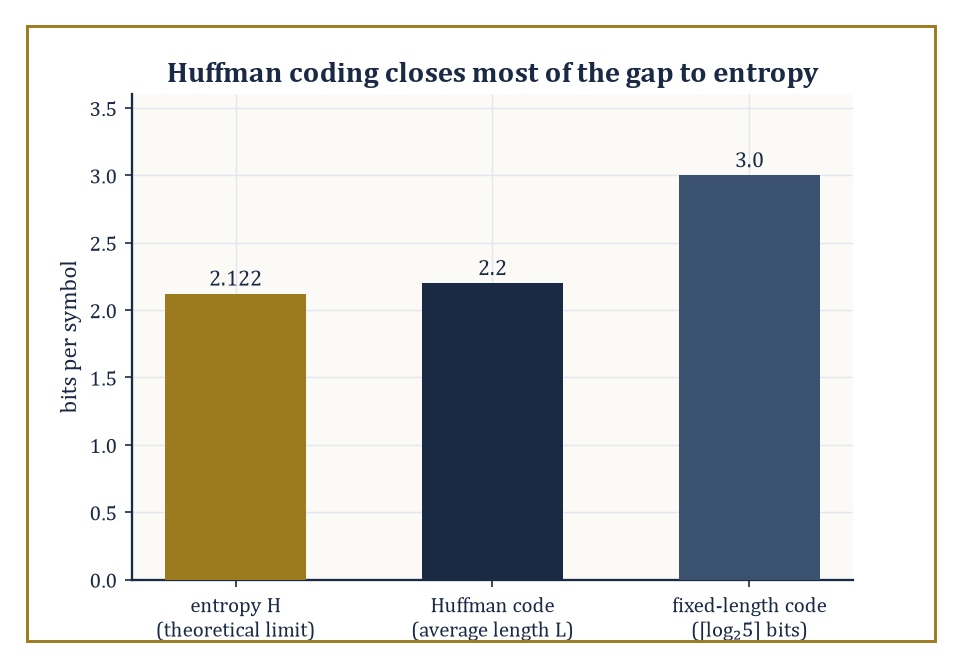 Huffman coding closes most of the gap to entropy
3.5
3.0
2.5
2.0
1.5
1.0
0.5
0.0
bits per symbol
2.122
2.2
3.0
entropy H
(theoretical limit)
Huffman code
(average length L)
fixed-length code
(⌈log₂5⌉ bits)